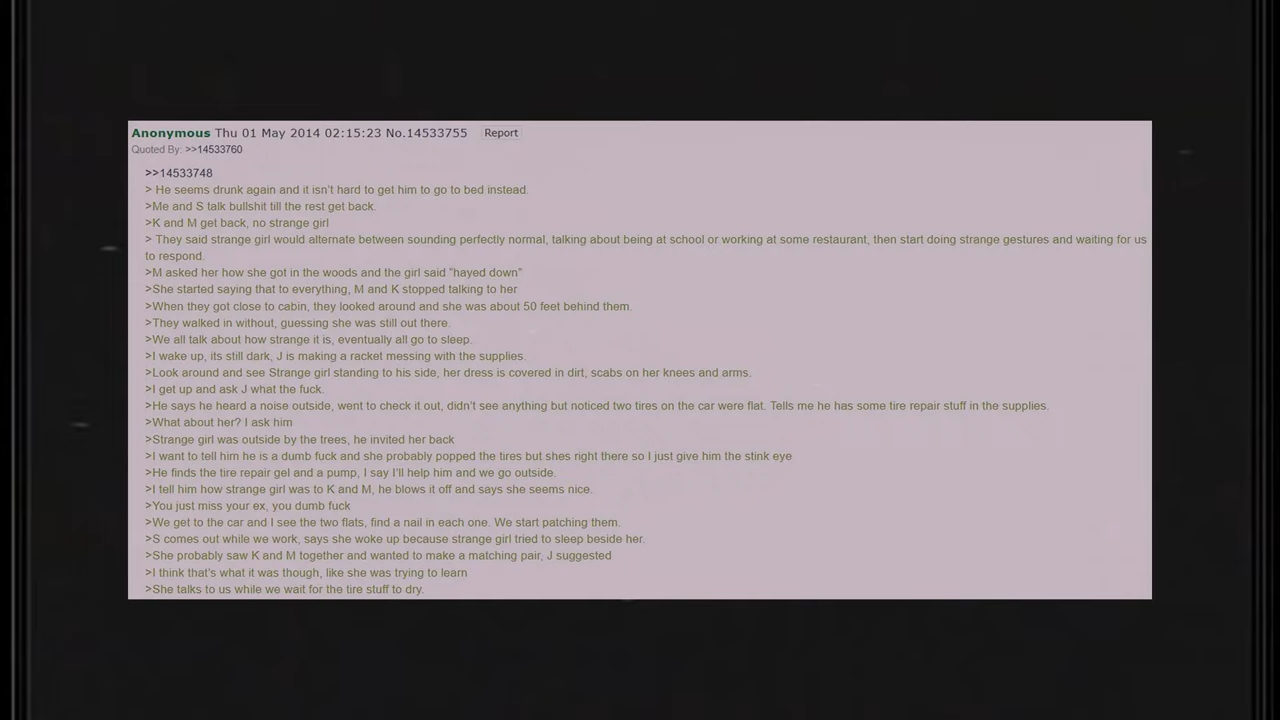 Anonymous Thu 01 May 2014 02:15:23 No.14533755 Report
Quoted By: >>14533760
>>14533748
> He seems drunk again and it isn't hard to get him to go to bed instead.
>Me and S talk bullshit till the rest get back.
>K and M get back, no strange girl
> They said strange girl would alternate between sounding perfectly normal, talking about being at school or working at some restaurant, then start doing strange gestures and waiting for us
to respond.
>M asked her how she got in the woods and the girl said "hayed down"
>She started saying that to everything, M and K stopped talking to her
>When they got close to cabin, they looked around and she was about 50 feet behind them.
>They walked in without, guessing she was still out there.
>We all talk about how strange it is, eventually all go to sleep.
>I wake up, its still dark, J is making a racket messing with the supplies.
>Look around and see Strange girl standing to his side, her dress is covered in dirt, scabs on her knees and arms.
>I get up and ask J what the fuck.
>He says he heard a noise outside, went to check it out, didn't see anything but noticed two tires on the car were flat. Tells me he has some tire repair stuff in the supplies.
>What about her? I ask him
>Strange girl was outside by the trees, he invited her back
>I want to tell him he is a dumb fuck and she probably popped the tires but shes right there so I just give him the stink eye
>He finds the tire repair gel and a pump, I say I'll help him and we go outside.
>I tell him how strange girl was to K and M, he blows it off and says she seems nice.
>You just miss your ex, you dumb fuck
>We get to the car and I see the two flats, find a nail in each one. We start patching them.
>S comes out while we work, says she woke up because strange girl tried to sleep beside her.
>She probably saw K and M together and wanted to make a matching pair, J suggested
>I think that's what it was though, like she was trying to learn
>She talks to us while we wait for the tire stuff to dry.